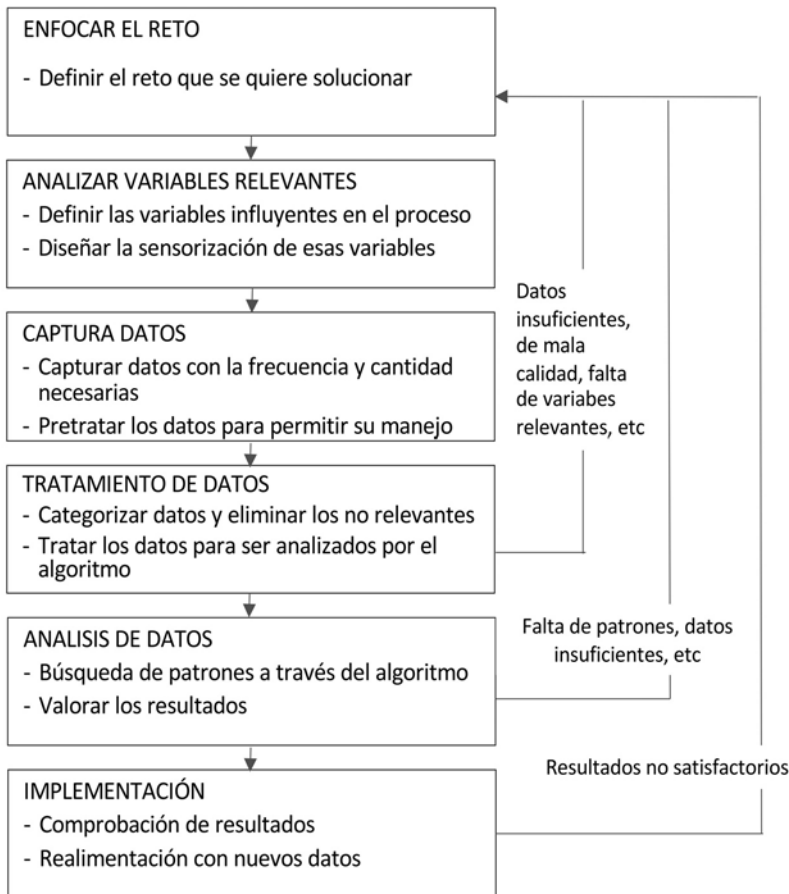 ENFOCAR EL RETO
- Definir el reto que se quiere solucionar
ANALIZAR VARIABLES RELEVANTES
- Definir las variables influyentes en el proceso
- Diseñar la sensorización de esas variables
CAPTURA DATOS
- Capturar datos con la frecuencia y cantidad
necesarias
- Pretratar los datos para permitir su manejo
TRATAMIENTO DE DATOS
- Categorizar datos y eliminar los no relevantes
- Tratar los datos para ser analizados por el
algoritmo
ANALISIS DE DATOS
- Búsqueda de patrones a través del algoritmo
- Valorar los resultados
IMPLEMENTACIÓN
- Comprobación de resultados
- Realimentación con nuevos datos
Datos
insuficientes,
de mala
calidad, falta
de variabes
relevantes, etc
Falta de patrones, datos
insuficientes, etc
Resultados no satisfactorios